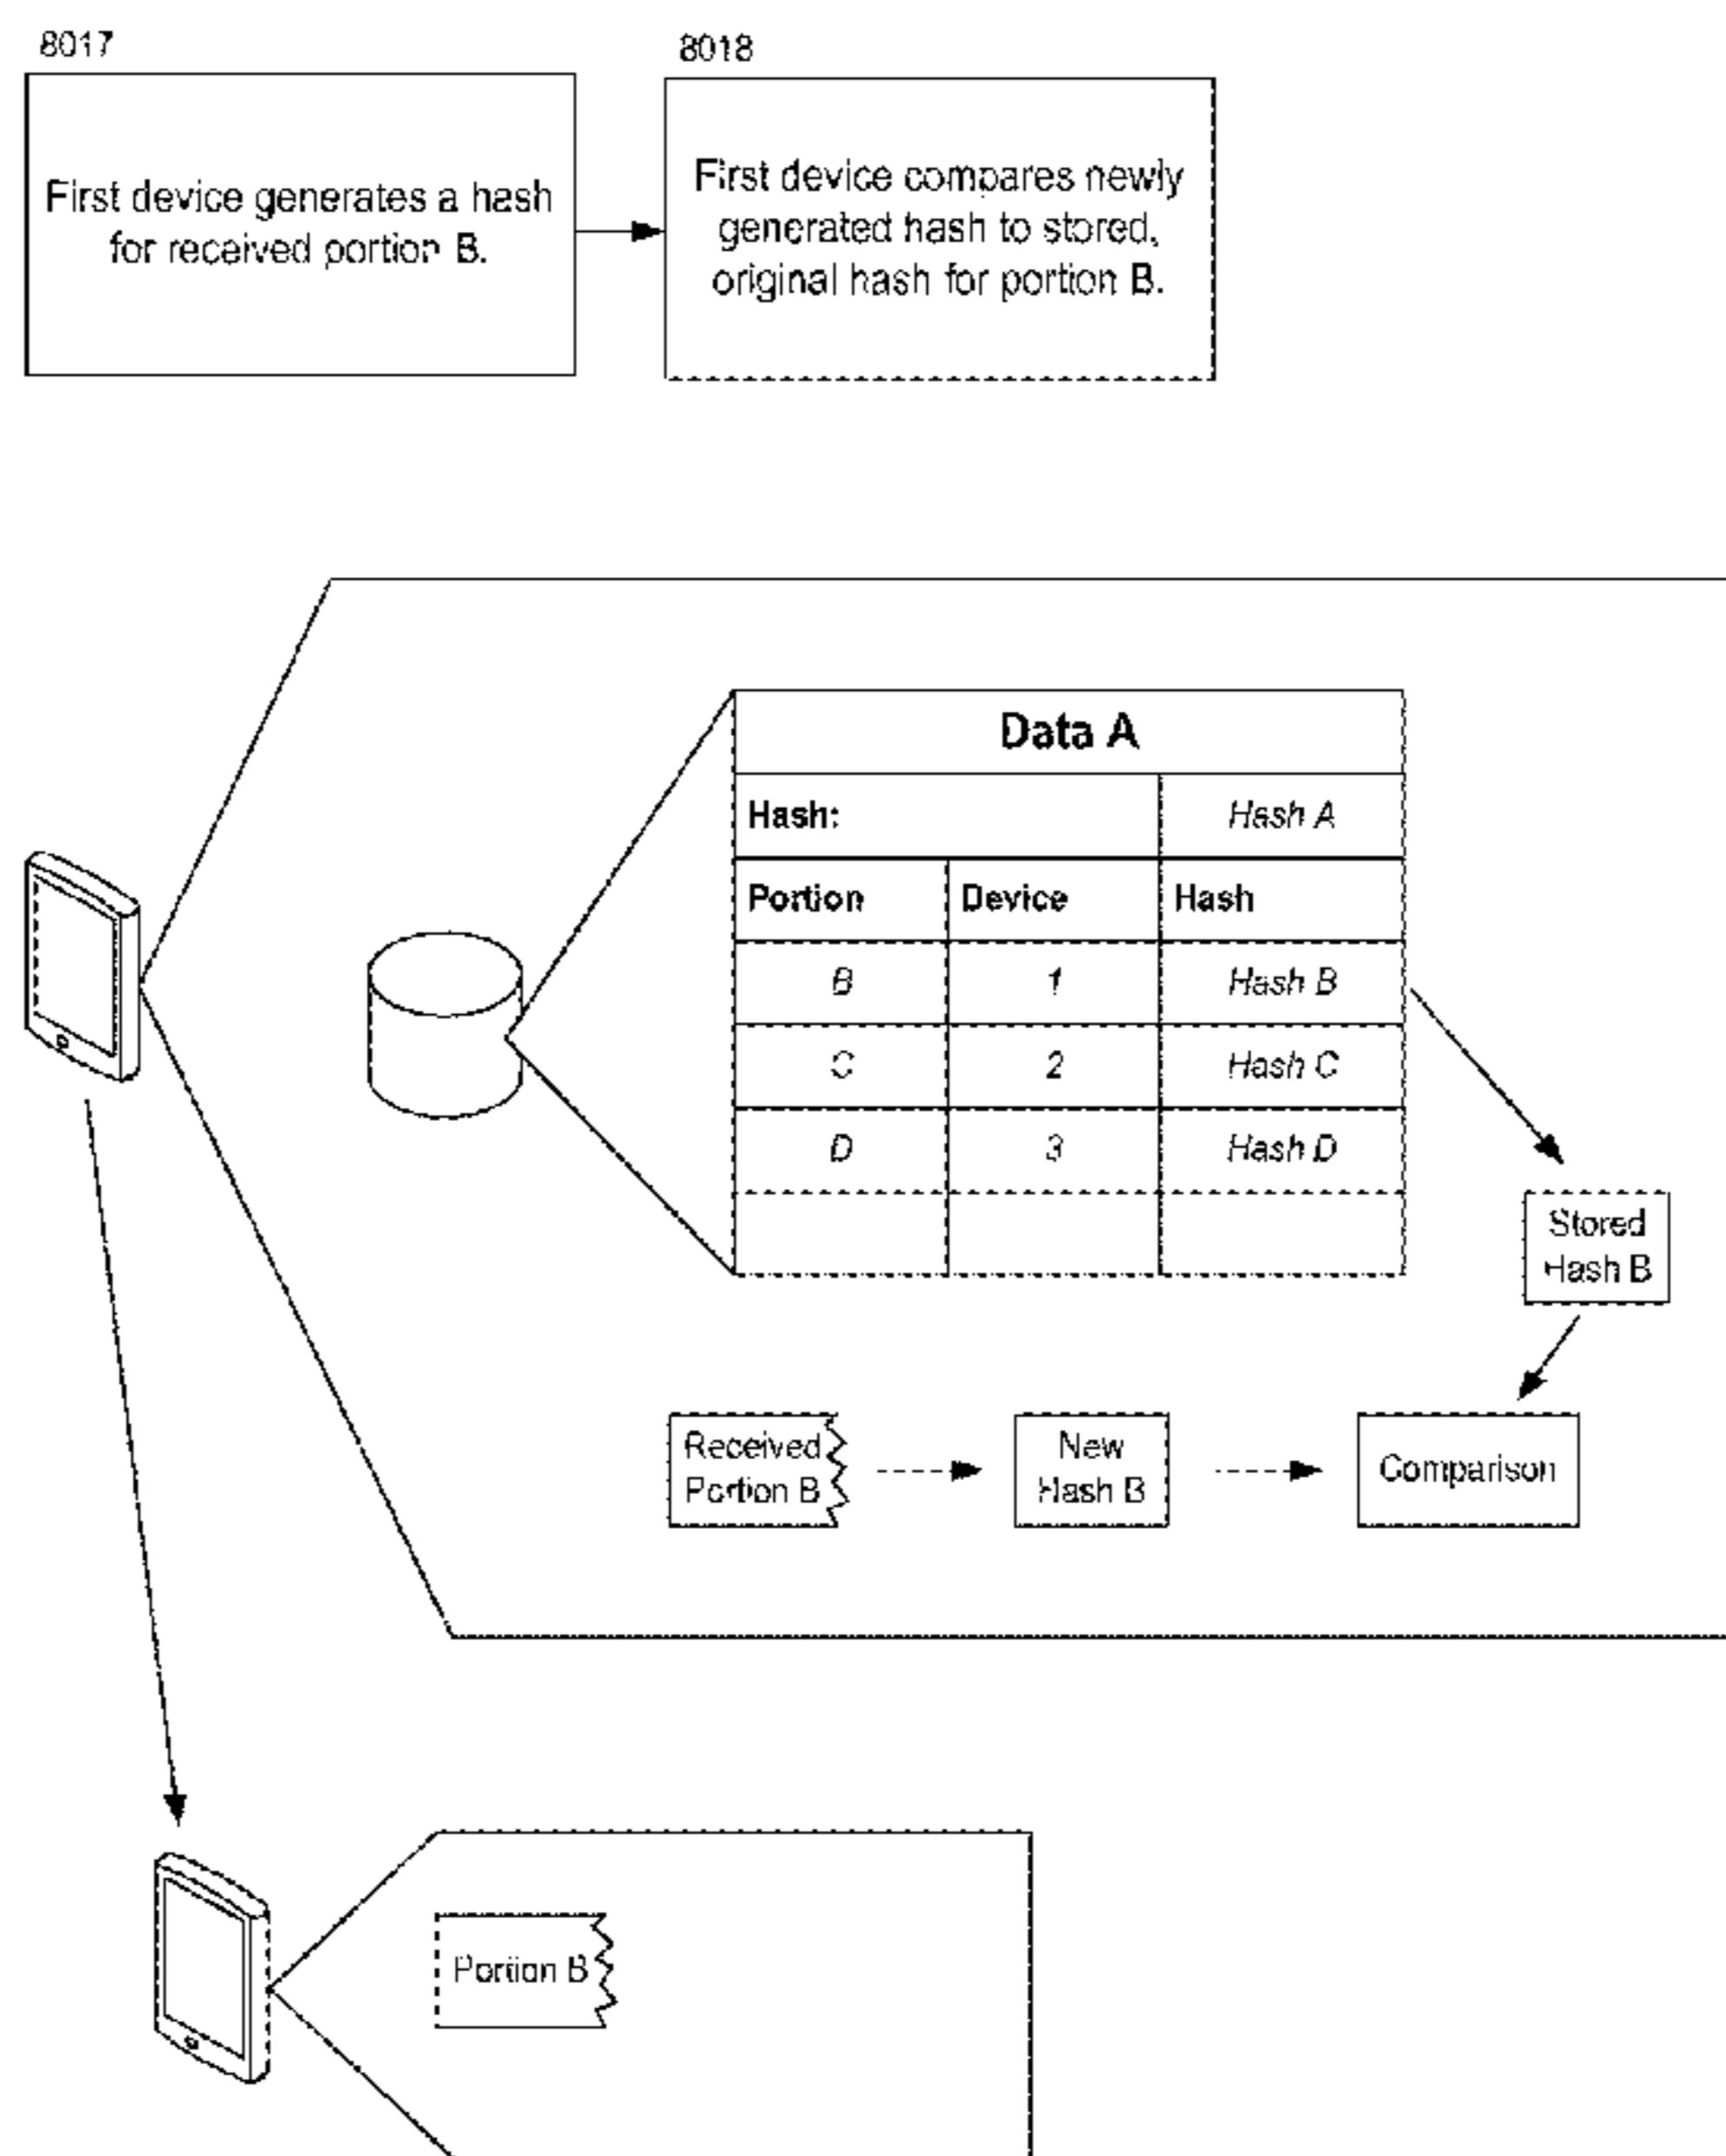 8017
First device generates a hash
for received portion B.
8018
First device compares newly
generated hash to stored,
original hash for portion B.
Data A
Hash: Hash A
Portion Device Hash
B 1 Hash B
C 2 Hash C
D 3 Hash D
Stored
Hash B
Received
Portion B
New
Hash B
Comparison
Portion B